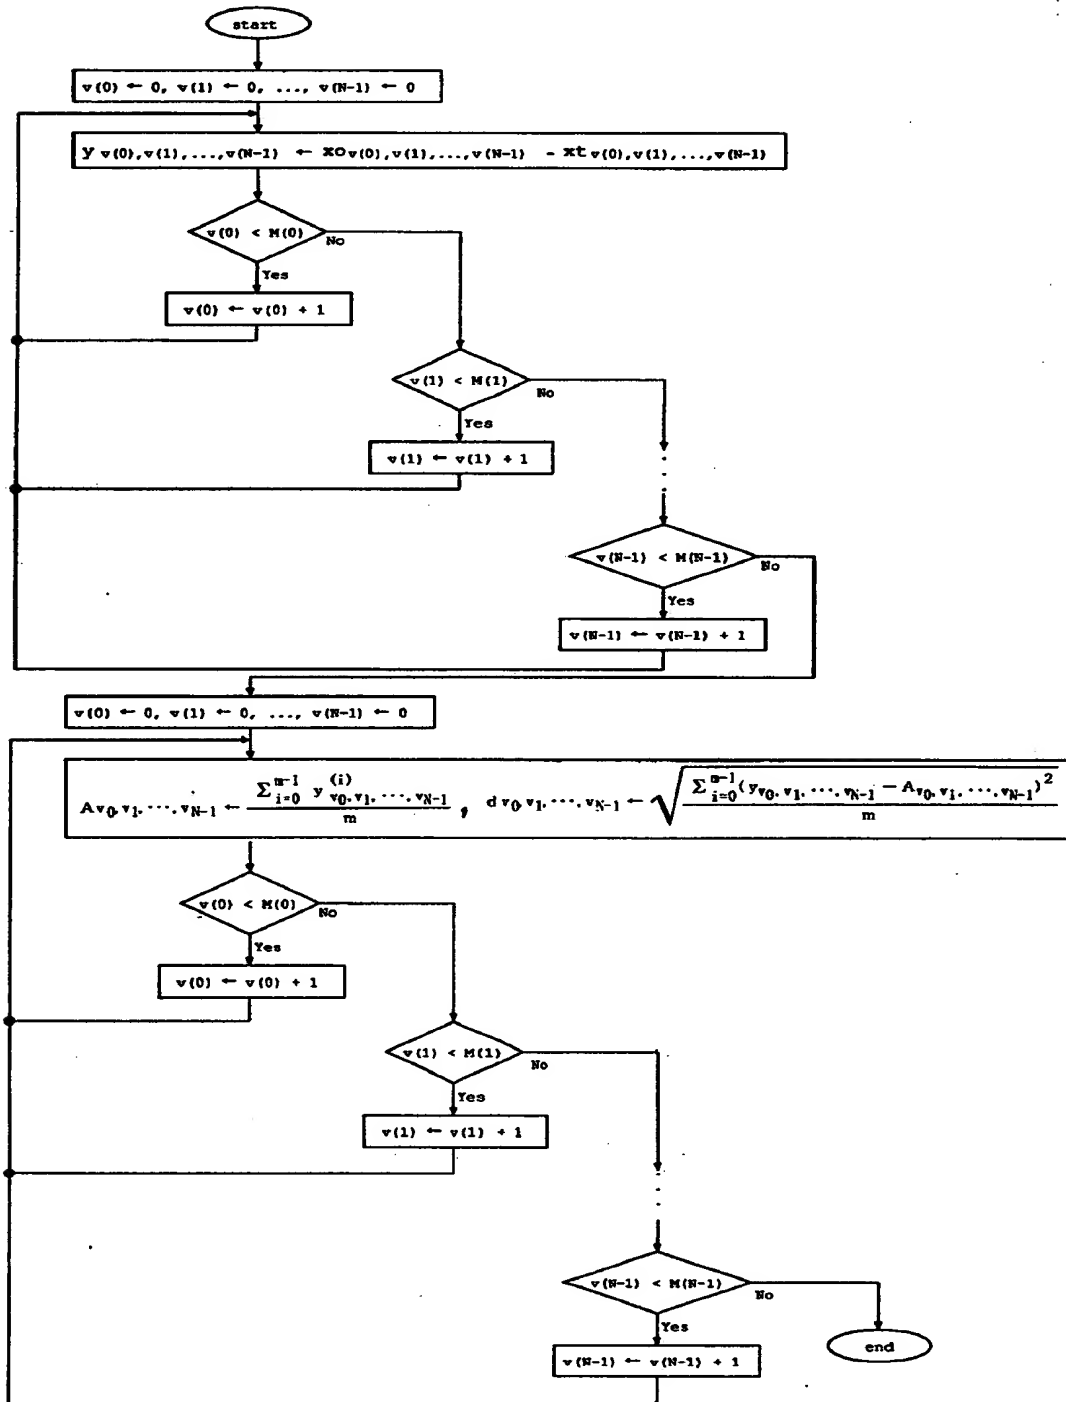 start
v(0) ← 0, v(1) ← 0, ..., v(N-1) ← 0
y v(0),v(1),...,v(N-1) ← xo v(0),v(1),...,v(N-1) - xt v(0),v(1),...,v(N-1)
v(0) < M(0)
No
Yes
v(0) ← v(0) + 1
v(1) < M(1)
No
Yes
v(1) ← v(1) + 1
v(N-1) < M(N-1)
No
Yes
v(N-1) ← v(N-1) + 1
v(0) ← 0, v(1) ← 0, ..., v(N-1) ← 0
A v0,v1,...,vN-1 ← ∑_{i=0}^{m-1} y^{(i)}_{v0,v1,...,vN-1} / m , d v0,v1,...,vN-1 ← √(∑_{i=0}^{m-1} (y v0,v1,...,vN-1 − A v0,v1,...,vN-1)^2 / m)
v(0) < M(0)
No
Yes
v(0) ← v(0) + 1
v(1) < M(1)
No
Yes
v(1) ← v(1) + 1
v(N-1) < M(N-1)
No
Yes
end
v(N-1) ← v(N-1) + 1